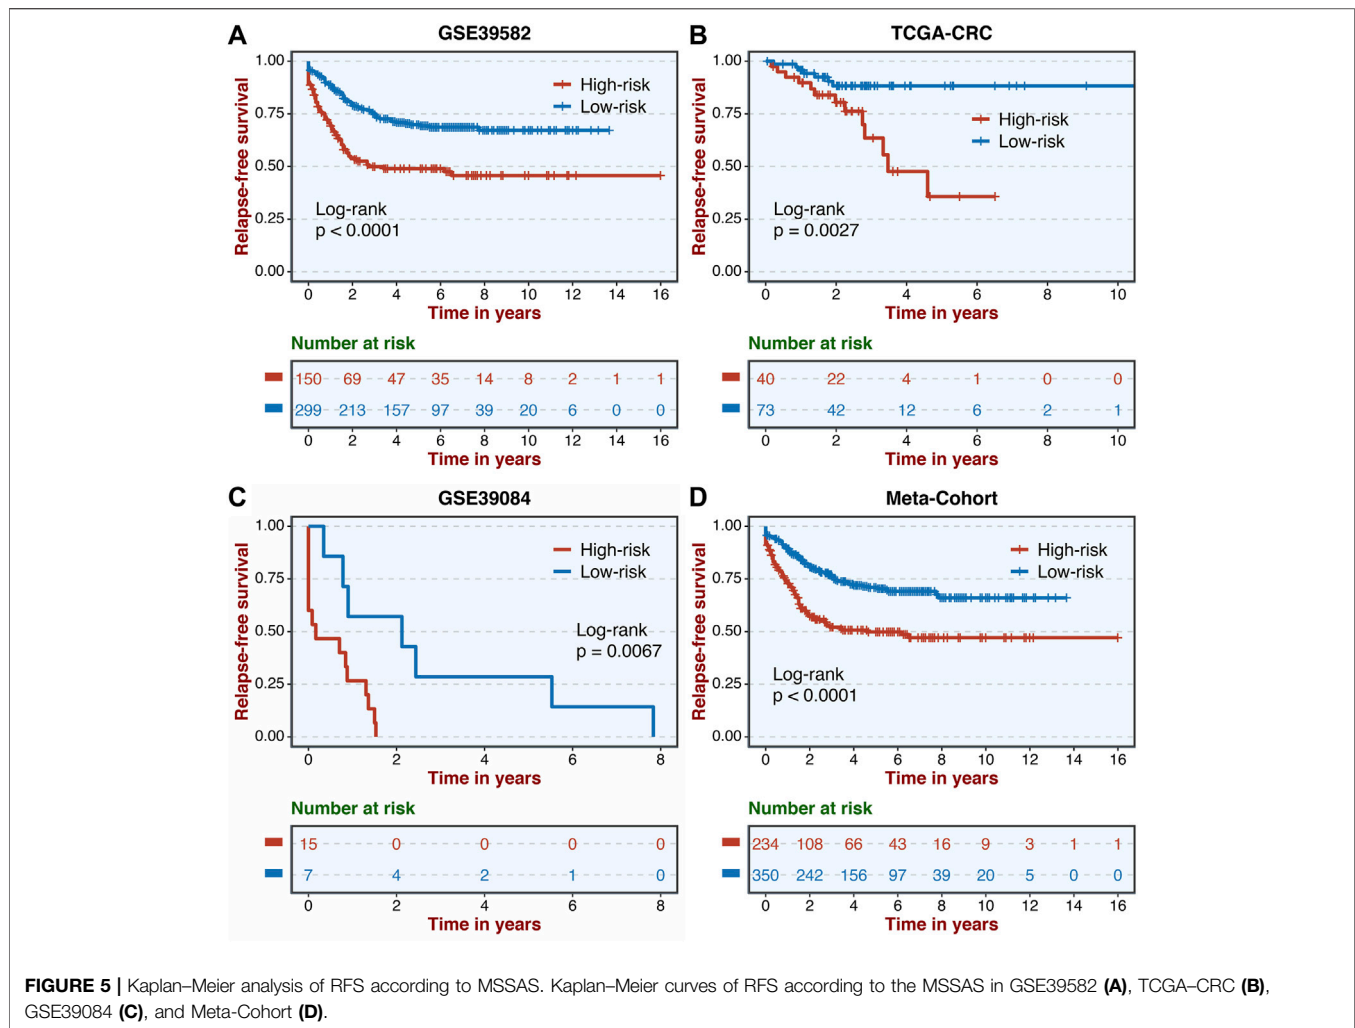 A
GSE39582
Relapse-free survival
1.00
0.75
0.50
0.25
0.00
High-risk
Low-risk
Log-rank
p < 0.0001
0 2 4 6 8 10 12 14 16
Time in years
Number at risk
150 69 47 35 14 8 2 1 1
299 213 157 97 39 20 6 0 0
0 2 4 6 8 10 12 14 16
Time in years
B
TCGA-CRC
Relapse-free survival
1.00
0.75
0.50
0.25
0.00
High-risk
Low-risk
Log-rank
p = 0.0027
0 2 4 6 8 10
Time in years
Number at risk
40 22 4 1 0 0
73 42 12 6 2 1
0 2 4 6 8 10
Time in years
C
GSE39084
Relapse-free survival
1.00
0.75
0.50
0.25
0.00
High-risk
Low-risk
Log-rank
p = 0.0067
0 2 4 6 8
Time in years
Number at risk
15 0 0 0 0
7 4 2 1 0
0 2 4 6 8
Time in years
D
Meta-Cohort
Relapse-free survival
1.00
0.75
0.50
0.25
0.00
High-risk
Low-risk
Log-rank
p < 0.0001
0 2 4 6 8 10 12 14 16
Time in years
Number at risk
234 108 66 43 16 9 3 1 1
350 242 156 97 39 20 5 0 0
0 2 4 6 8 10 12 14 16
Time in years
FIGURE 5 | Kaplan–Meier analysis of RFS according to MSSAS. Kaplan–Meier curves of RFS according to the MSSAS in GSE39582 (A), TCGA–CRC (B),
GSE39084 (C), and Meta-Cohort (D).